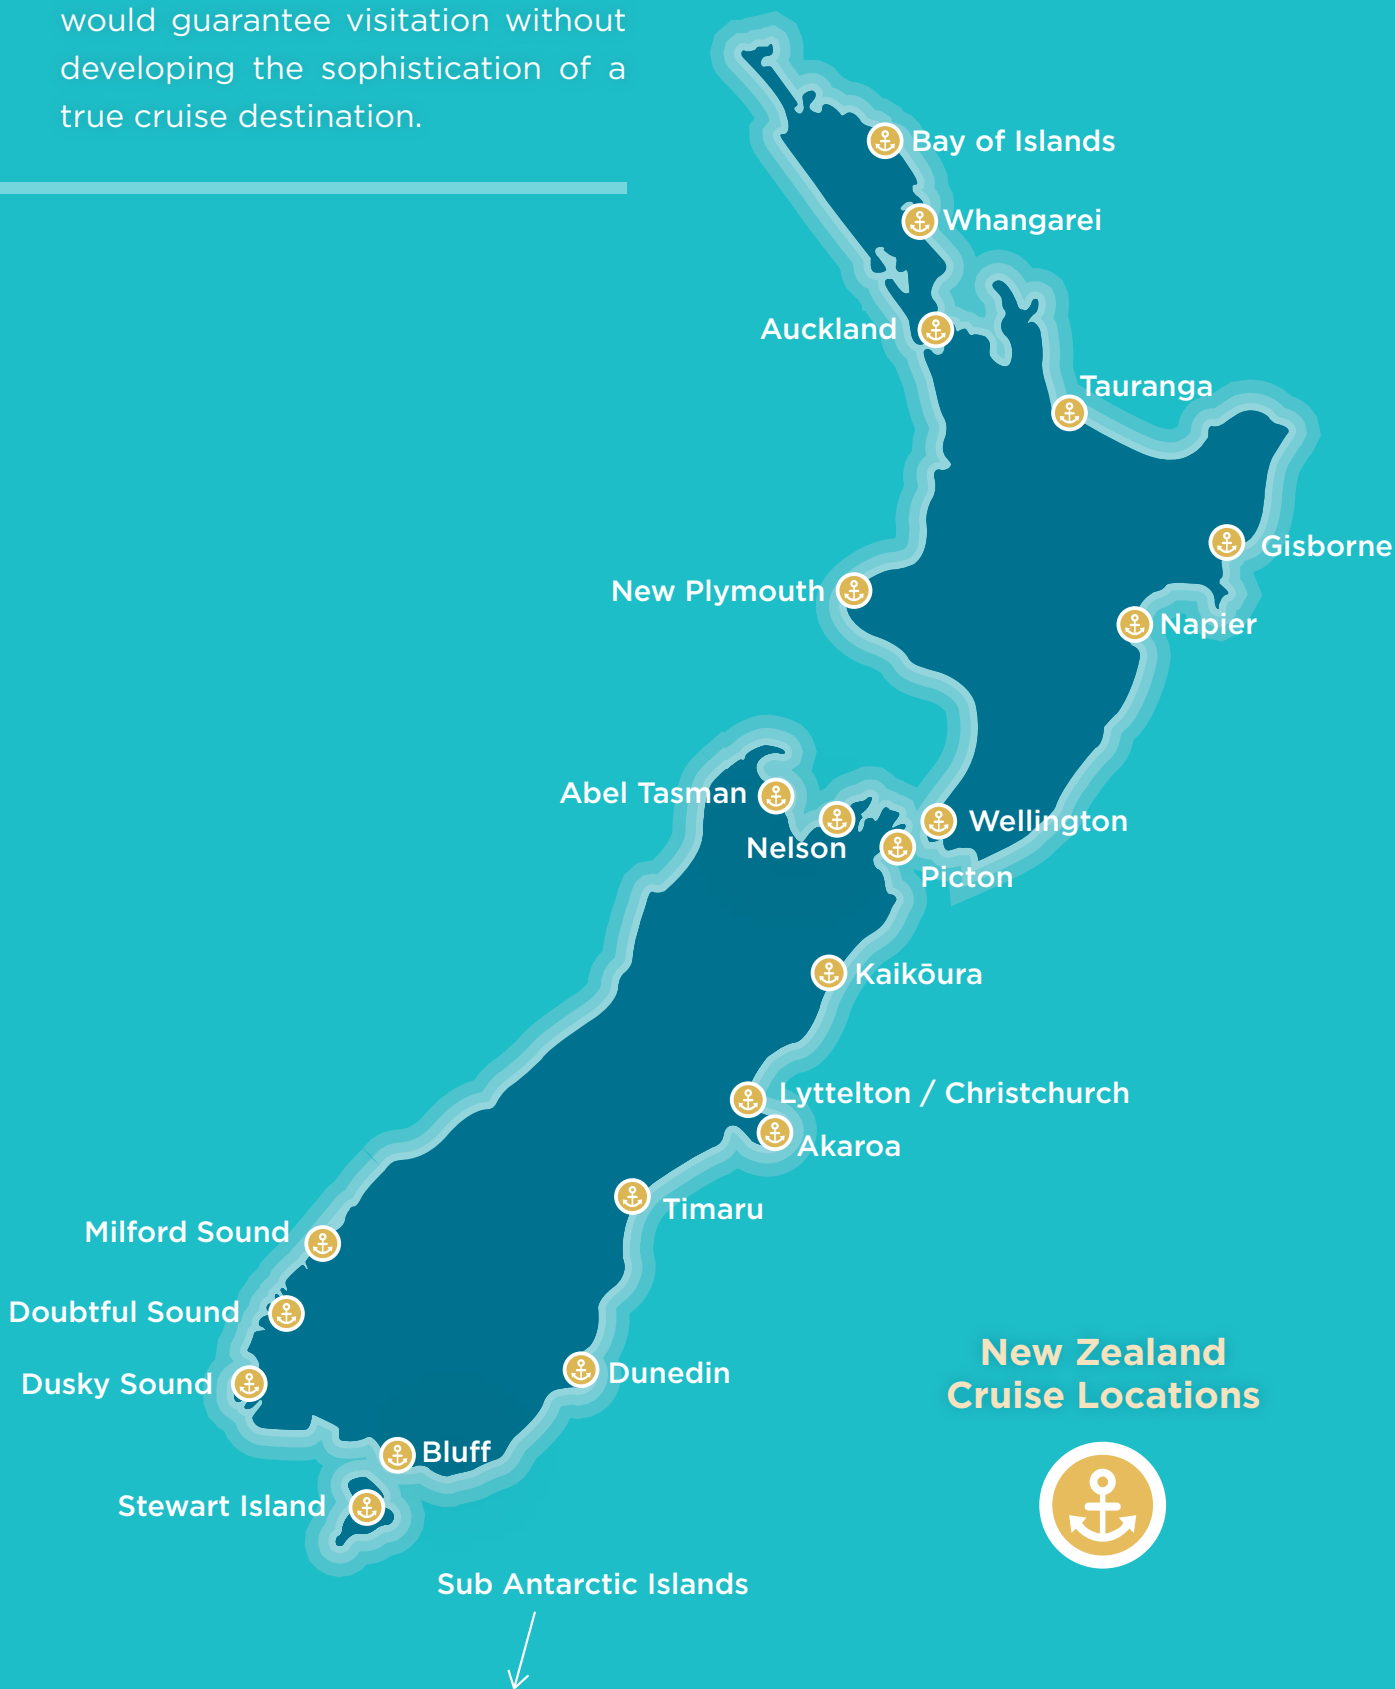 would guarantee visitation without
developing the sophistication of a
true cruise destination.
Bay of Islands
Whangarei
Auckland
Tauranga
Gisborne
New Plymouth
Napier
Abel Tasman
Wellington
Nelson
Picton
Kaikōura
Lyttelton / Christchurch
Akaroa
Timaru
Milford Sound
Doubtful Sound
Dusky Sound
Dunedin
Bluff
Stewart Island
Sub Antarctic Islands
New Zealand
Cruise Locations